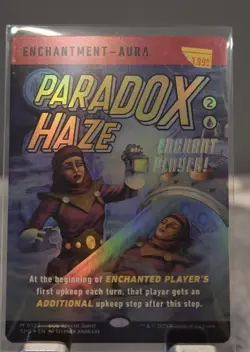 ENCHANTMENT–AURA
PARADOX
HAZE
2
ENCHANT
PLAYER!
At the beginning of ENCHANTED PLAYER'S
first upkeep each turn, that player gets an
ADDITIONAL upkeep step after this step.